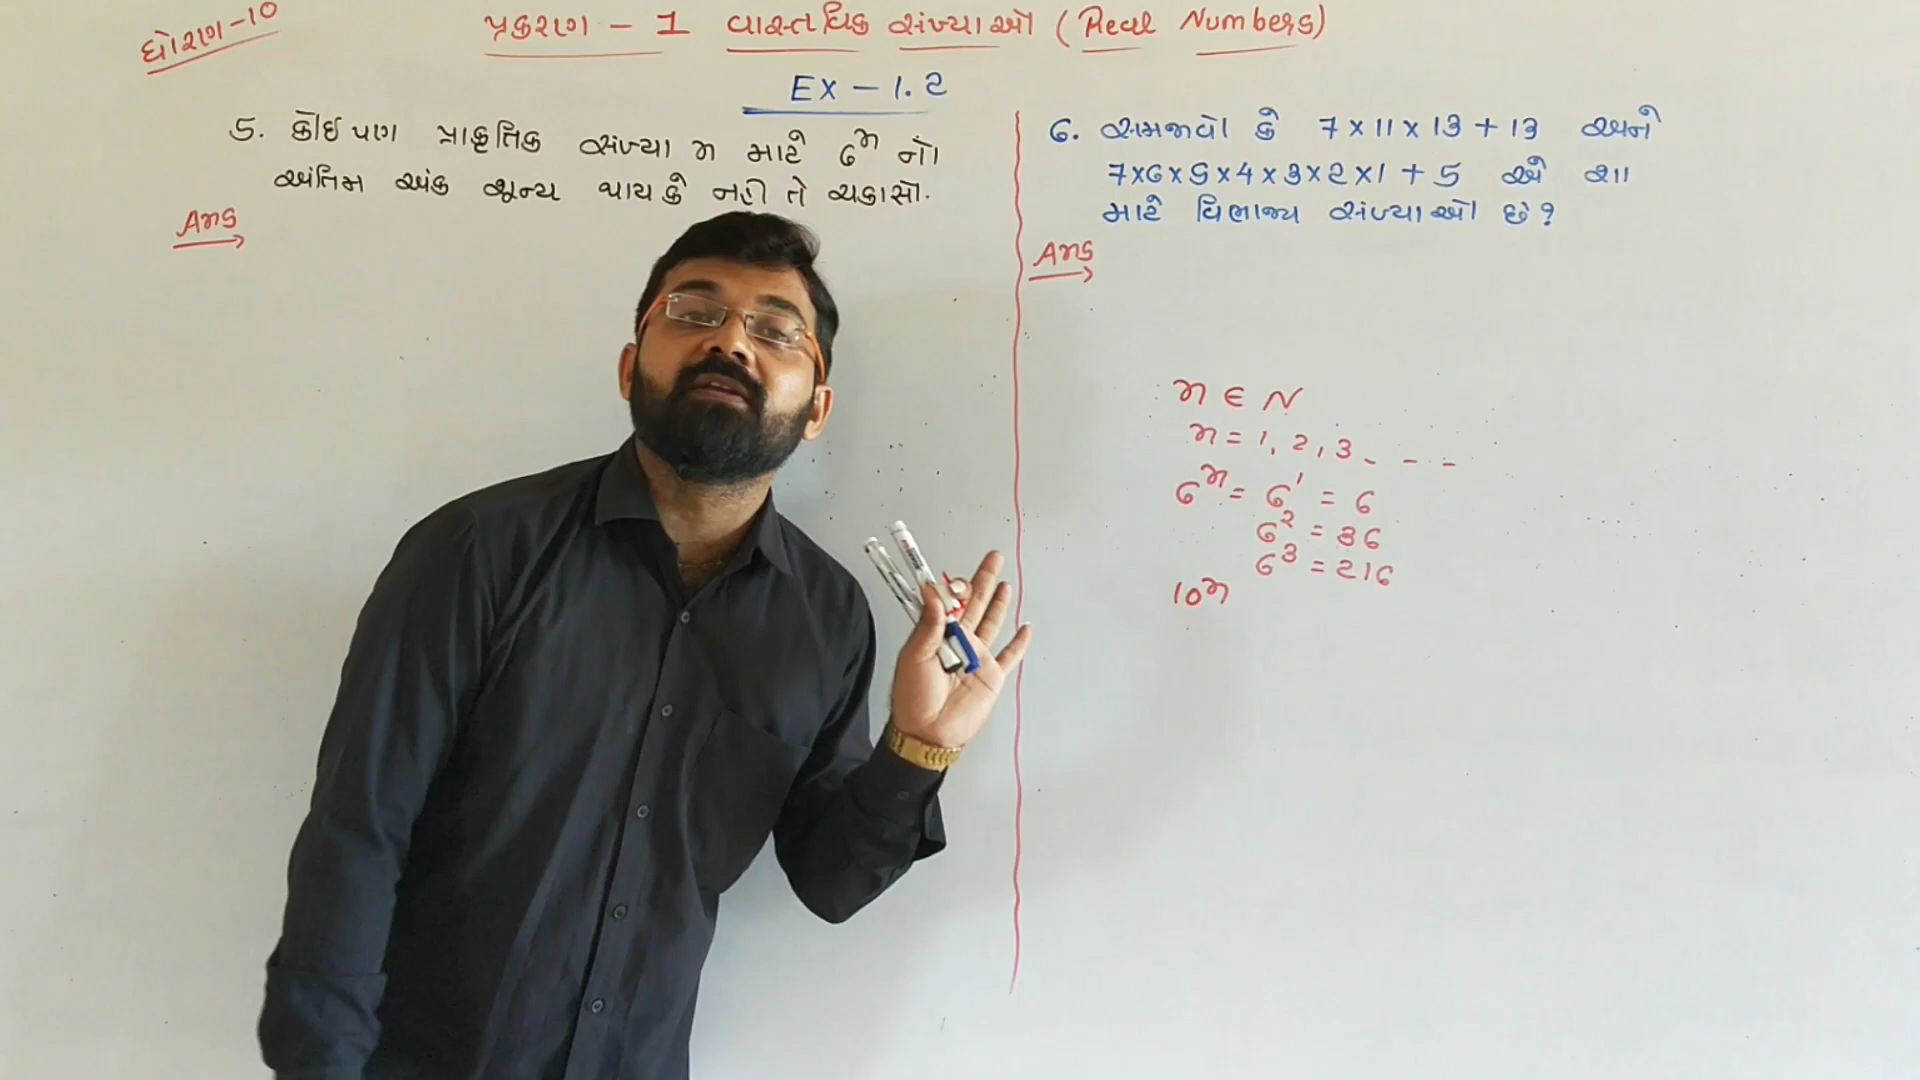 ધોરણ-10
પ્રકરણ - 1 વાસ્તવિક સંખ્યાઓ (Real Numbers)
EX - 1.2
5. કોઈ પણ પ્રાકૃતિક સંખ્યા n માટે 6ⁿ નો
અંતિમ અંક શૂન્ય થાય કે નહી તે ચકાસો.
Ans
6. સમજાવો કે 7×11×13+13 અને
7×6×5×4×3×2×1+5 એ શા
માટે વિભાજ્ય સંખ્યાઓ છે?
Ans
n ∈ N
n = 1, 2, 3 - - -
6ⁿ = 6¹ = 6
6² = 36
6³ = 216
10ⁿ